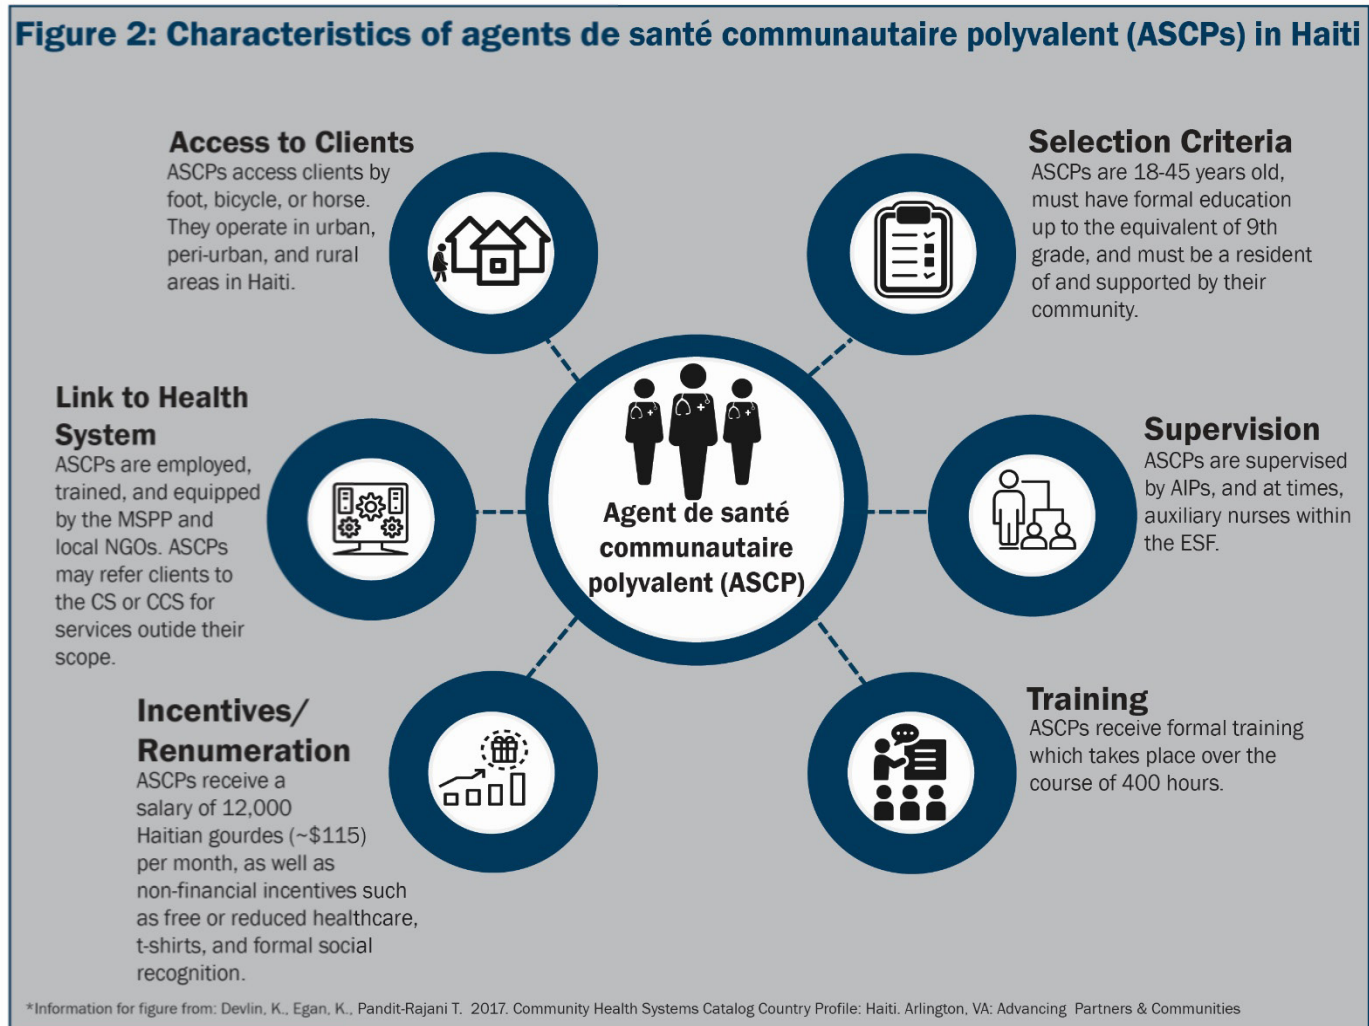 Figure 2: Characteristics of agents de santé communautaire polyvalent (ASCPs) in Haiti
Access to Clients
ASCPs access clients by
foot, bicycle, or horse.
They operate in urban,
peri-urban, and rural
areas in Haiti.
Selection Criteria
ASCPs are 18-45 years old,
must have formal education
up to the equivalent of 9th
grade, and must be a resident
of and supported by their
community.
Link to Health
System
ASCPs are employed,
trained, and equipped
by the MSPP and
local NGOs. ASCPs
may refer clients to
the CS or CCS for
services outide their
scope.
Agent de santé
communautaire
polyvalent (ASCP)
Supervision
ASCPs are supervised
by AIPs, and at times,
auxiliary nurses within
the ESF.
Incentives/
Renumeration
ASCPs receive a
salary of 12,000
Haitian gourdes (~$115)
per month, as well as
non-financial incentives such
as free or reduced healthcare,
t-shirts, and formal social
recognition.
Training
ASCPs receive formal training
which takes place over the
course of 400 hours.
*Information for figure from: Devlin, K., Egan, K., Pandit-Rajani T. 2017. Community Health Systems Catalog Country Profile: Haiti. Arlington, VA: Advancing Partners & Communities